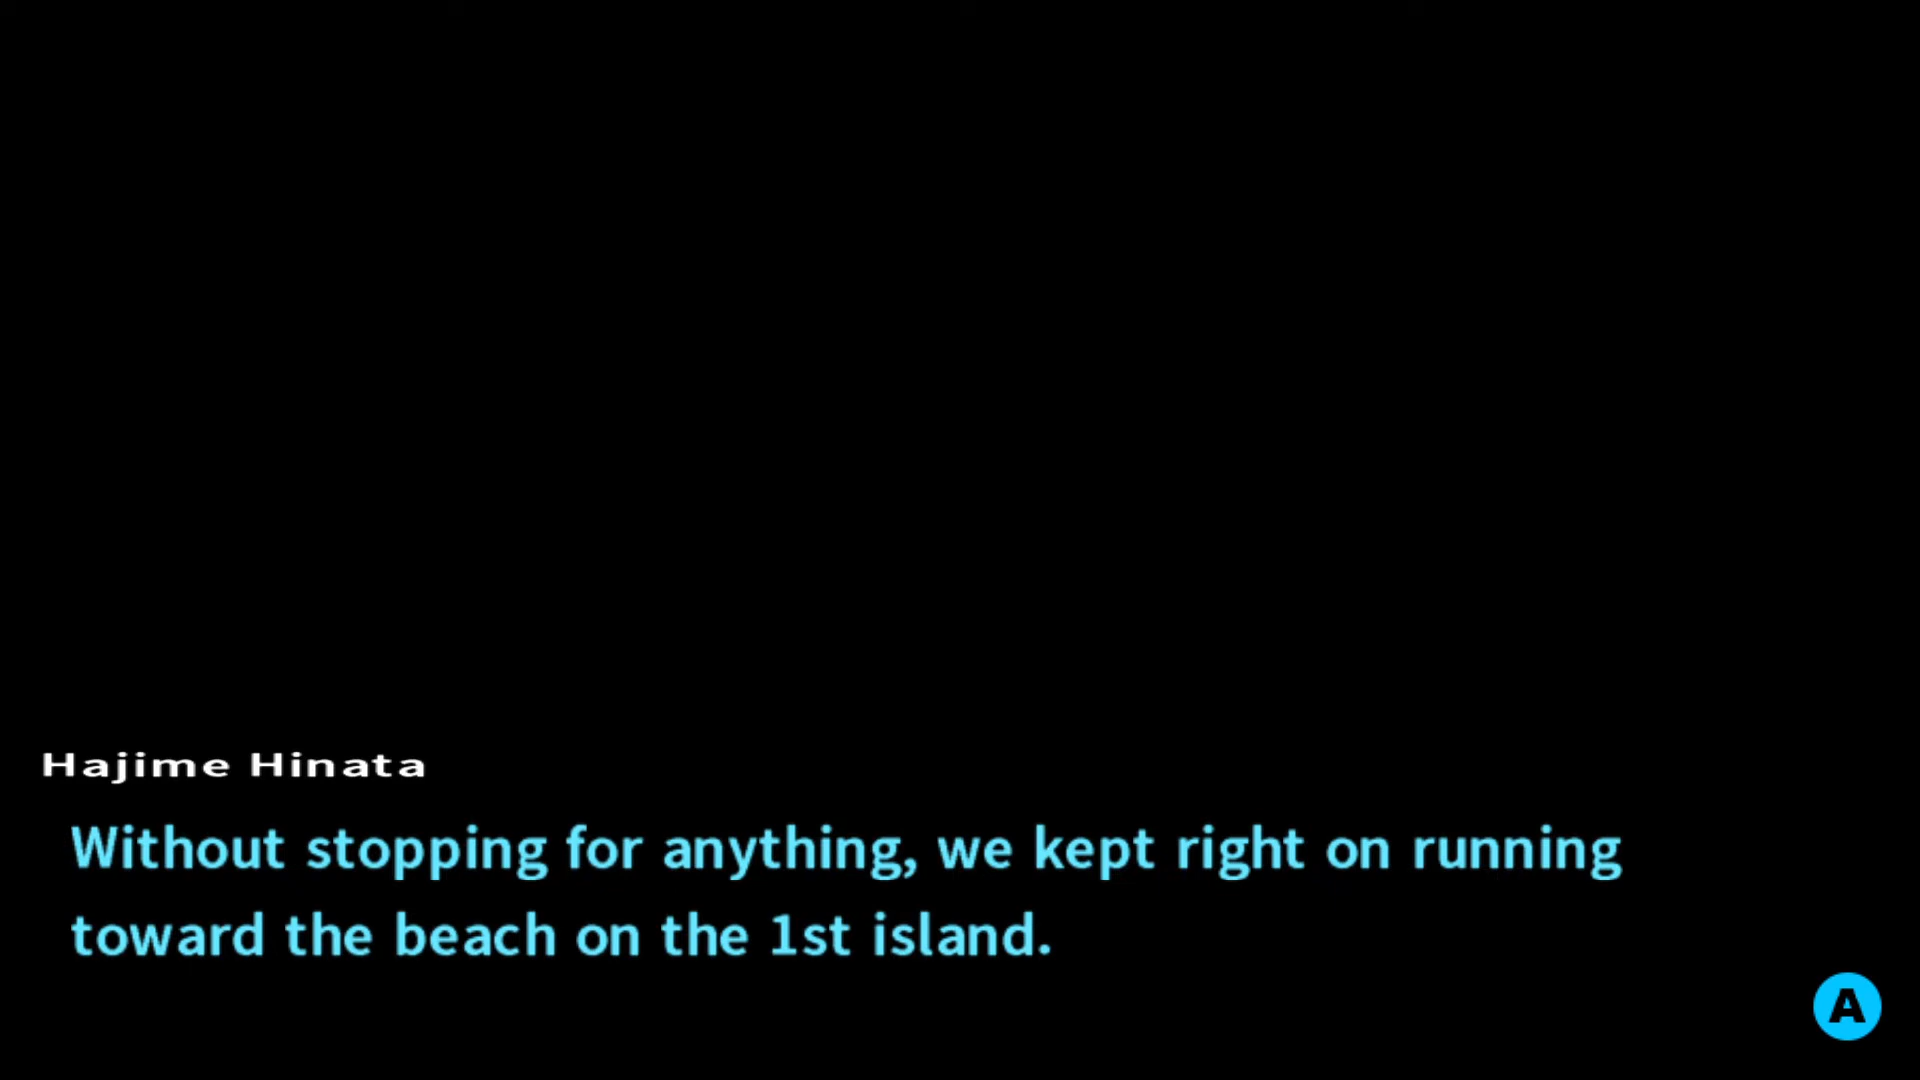 Hajime Hinata
Without stopping for anything, we kept right on running
toward the beach on the 1st island.
A